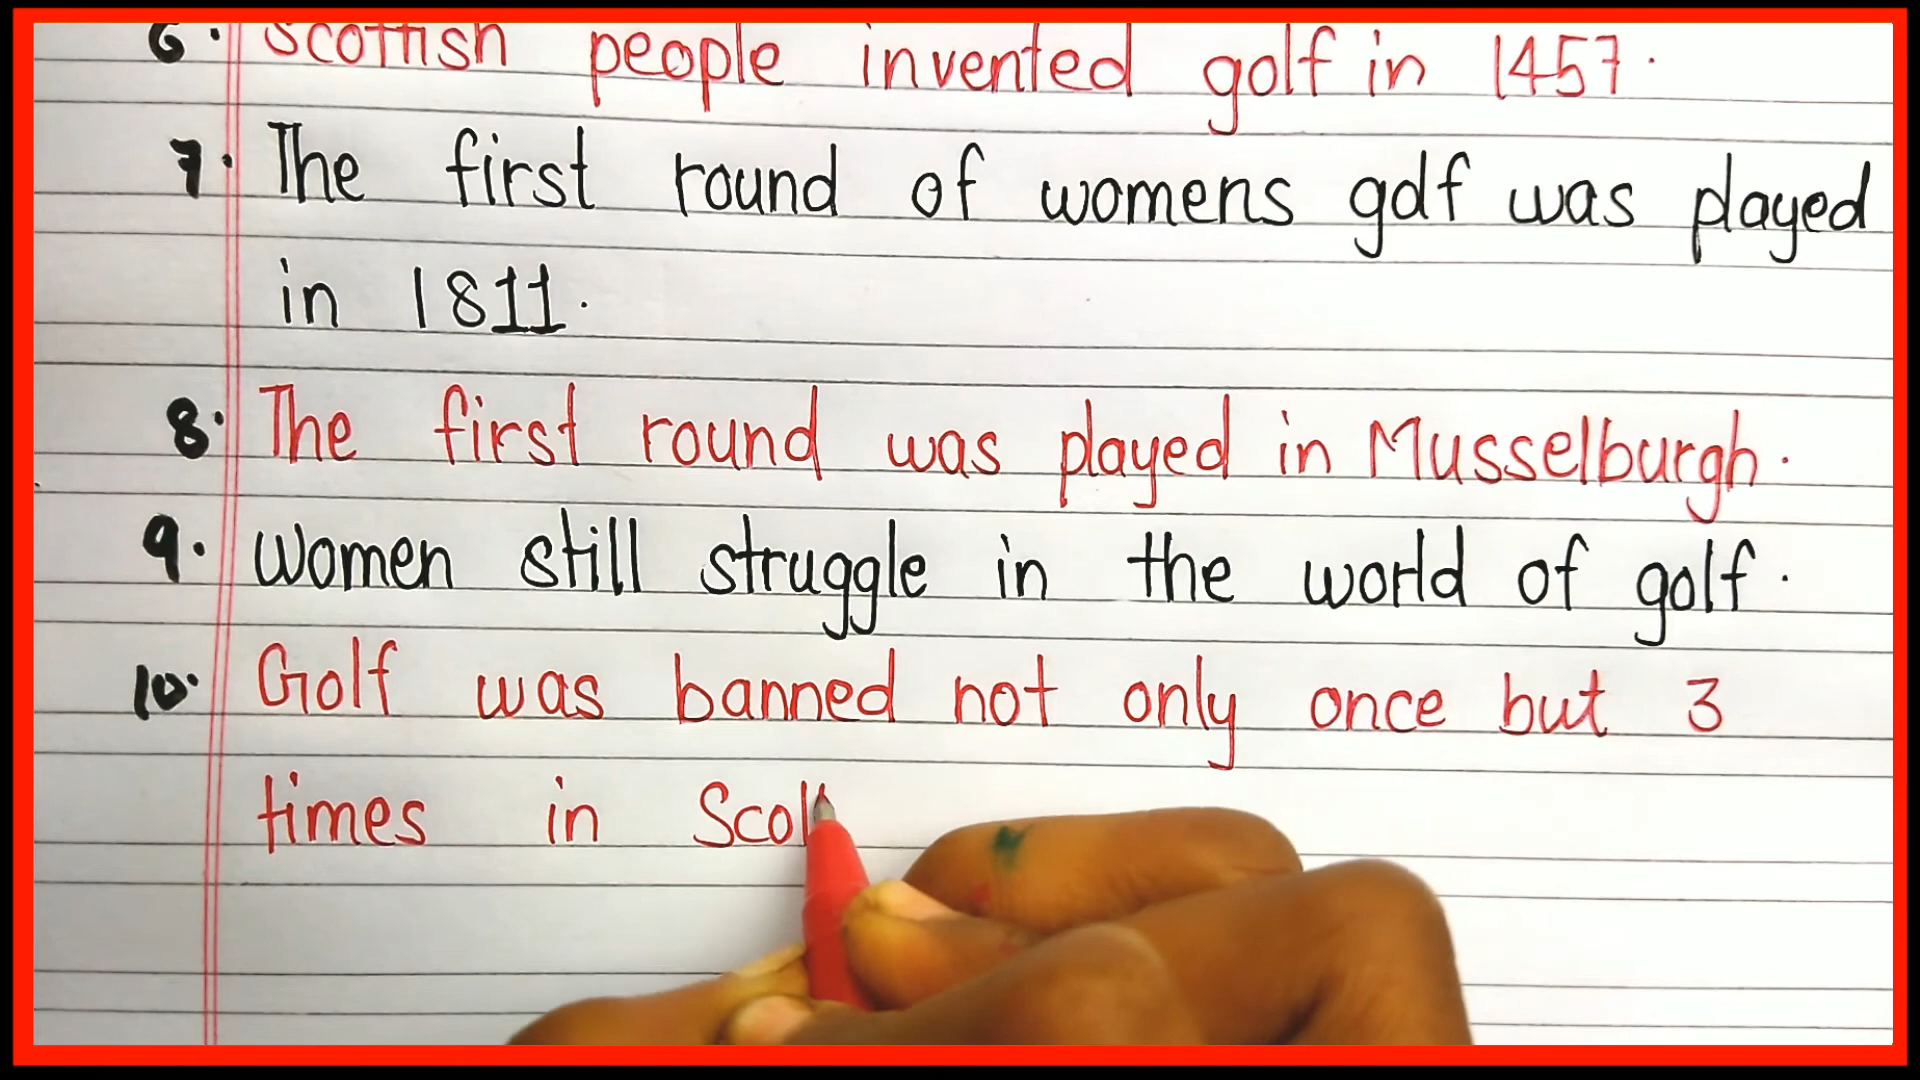 6. Scottish people invented golf in 1457.
7. The first round of womens golf was played
in 1811.
8. The first round was played in Musselburgh.
9. Women still struggle in the world of golf.
10. Golf was banned not only once but 3
times in